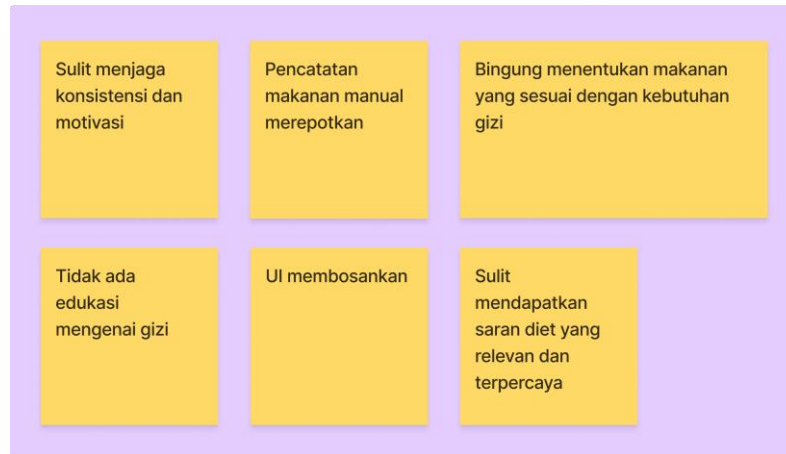 Sulit menjaga
konsistensi dan
motivasi
Pencatatan
makanan manual
merepotkan
Bingung menentukan makanan
yang sesuai dengan kebutuhan
gizi
Tidak ada
edukasi
mengenai gizi
UI membosankan
Sulit
mendapatkan
saran diet yang
relevan dan
terpercaya